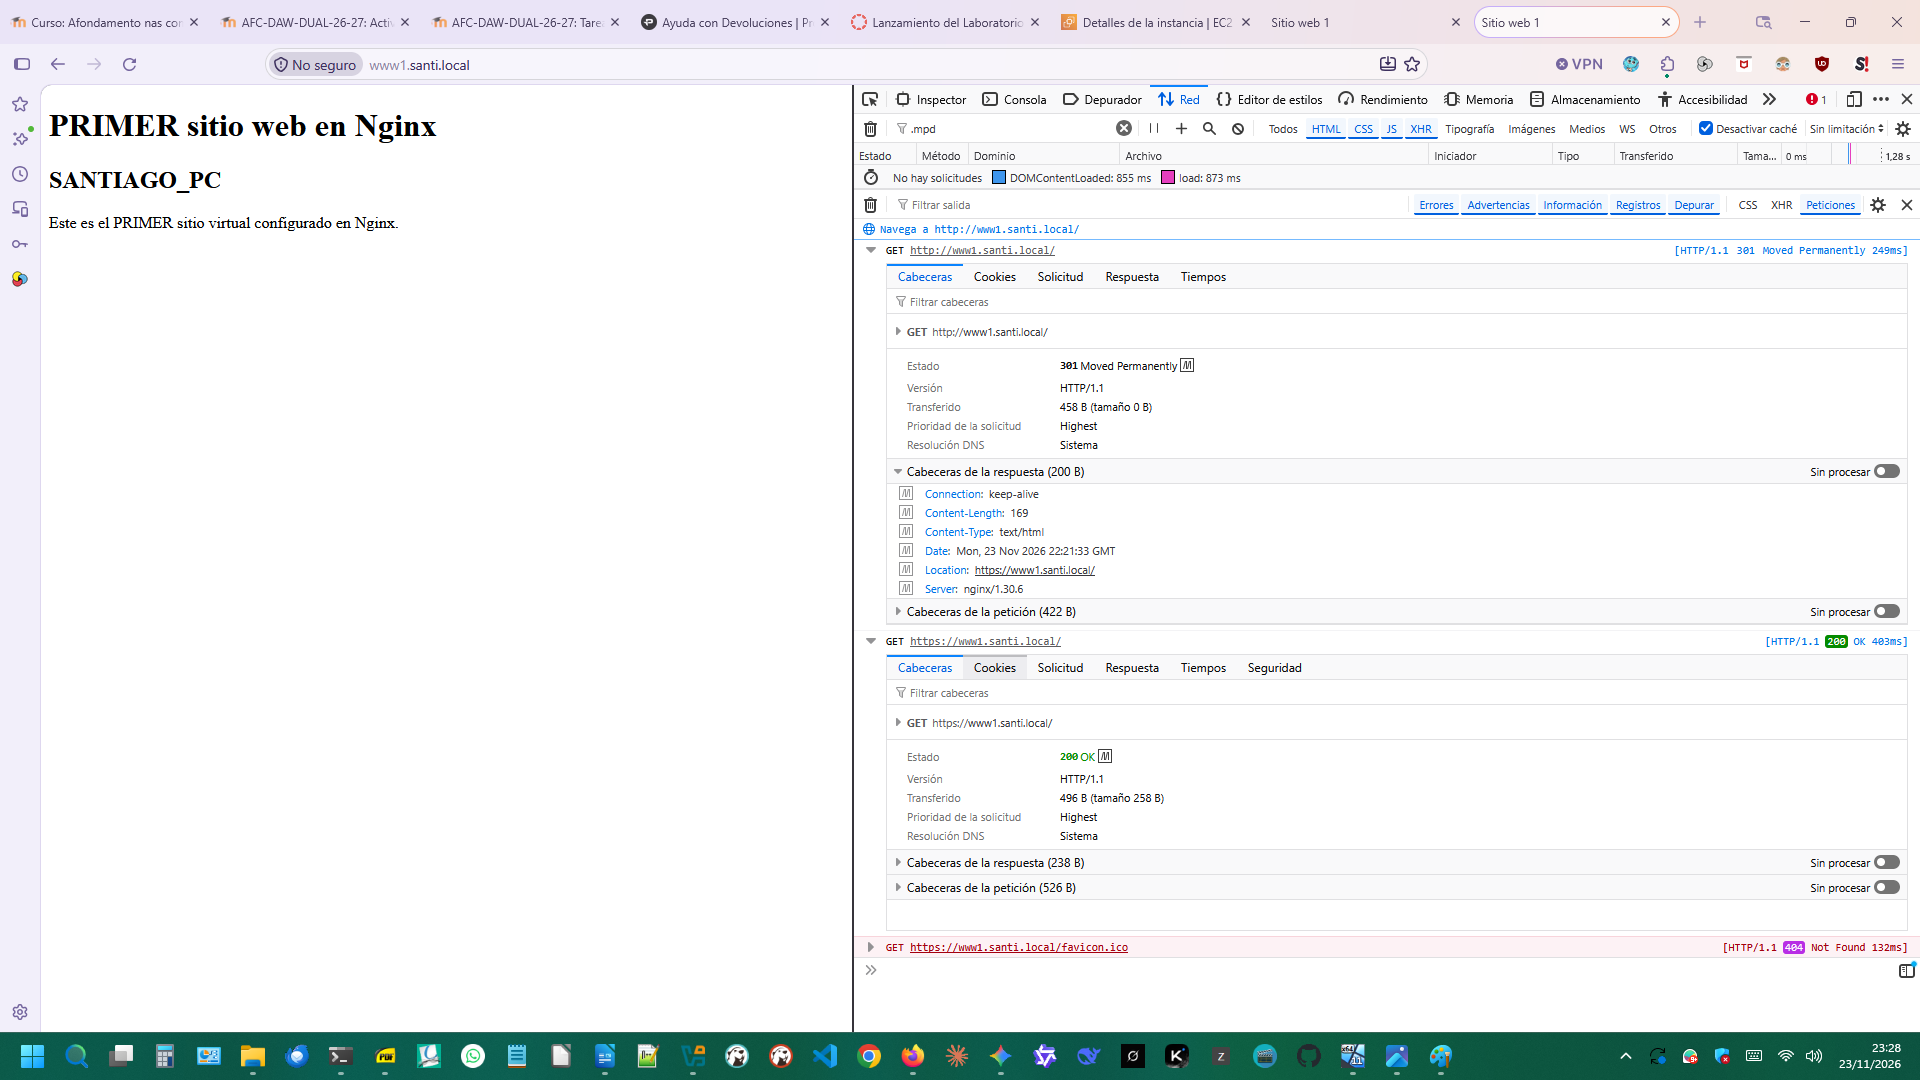 Curso: Afondamento nas cor
AFC-DAW-DUAL-26-27: Activ
AFC-DAW-DUAL-26-27: Tarea
Ayuda con Devoluciones | Pr
Lanzamiento del Laboratorio
Detalles de la instancia | EC2
Sitio web 1
Sitio web 1
No seguro
www1.santi.local
VPN
PRIMER sitio web en Nginx
SANTIAGO_PC
Este es el PRIMER sitio virtual configurado en Nginx.
Inspector
Consola
Depurador
Red
Editor de estilos
Rendimiento
Memoria
Almacenamiento
Accesibilidad
1
.mpd
Todos
HTML
CSS
JS
XHR
Tipografía
Imágenes
Medios
WS
Otros
Desactivar caché
Sin limitación
Estado
Método
Dominio
Archivo
Iniciador
Tipo
Transferido
Tama...
0 ms
1,28 s
No hay solicitudes
DOMContentLoaded: 855 ms
load: 873 ms
Filtrar salida
Errores
Advertencias
Información
Registros
Depurar
CSS
XHR
Peticiones
Navega a http://www1.santi.local/
GET http://www1.santi.local/
[HTTP/1.1 301 Moved Permanently 249ms]
Cabeceras
Cookies
Solicitud
Respuesta
Tiempos
Filtrar cabeceras
GET http://www1.santi.local/
Estado
301 Moved Permanently
Versión
HTTP/1.1
Transferido
458 B (tamaño 0 B)
Prioridad de la solicitud
Highest
Resolución DNS
Sistema
Cabeceras de la respuesta (200 B)
Sin procesar
Connection: keep-alive
Content-Length: 169
Content-Type: text/html
Date: Mon, 23 Nov 2026 22:21:33 GMT
Location: https://www1.santi.local/
Server: nginx/1.30.6
Cabeceras de la petición (422 B)
Sin procesar
GET https://www1.santi.local/
[HTTP/1.1 200 OK 403ms]
Cabeceras
Cookies
Solicitud
Respuesta
Tiempos
Seguridad
Filtrar cabeceras
GET https://www1.santi.local/
Estado
200 OK
Versión
HTTP/1.1
Transferido
496 B (tamaño 258 B)
Prioridad de la solicitud
Highest
Resolución DNS
Sistema
Cabeceras de la respuesta (238 B)
Sin procesar
Cabeceras de la petición (526 B)
Sin procesar
GET https://www1.santi.local/favicon.ico
[HTTP/1.1 404 Not Found 132ms]
23:28
23/11/2026